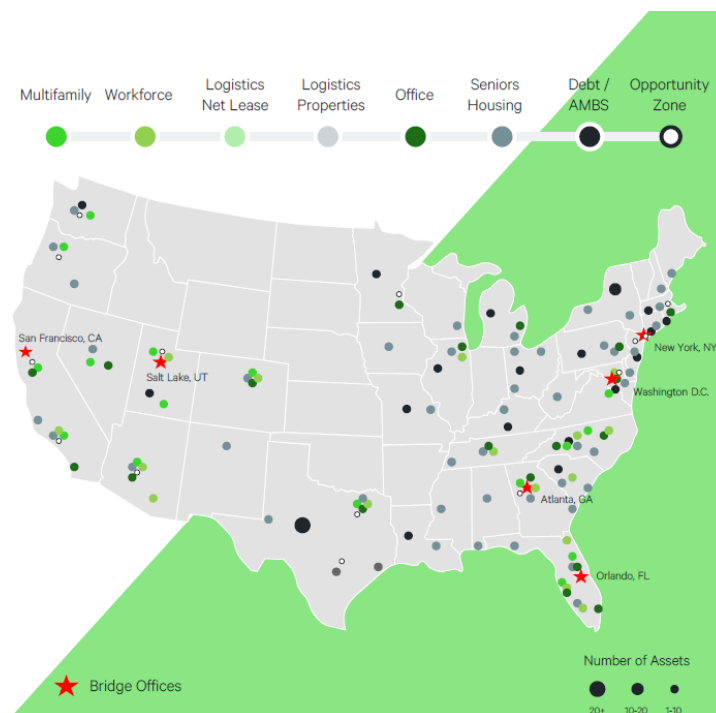 Multifamily
Workforce
Logistics
Net Lease
Logistics
Properties
Office
Seniors
Housing
Debt /
AMBS
Opportunity
Zone
San Francisco, CA
Salt Lake, UT
New York, NY
Washington D.C.
Atlanta, GA
Orlando, FL
Bridge Offices
Number of Assets
20+ 10-20 1-10